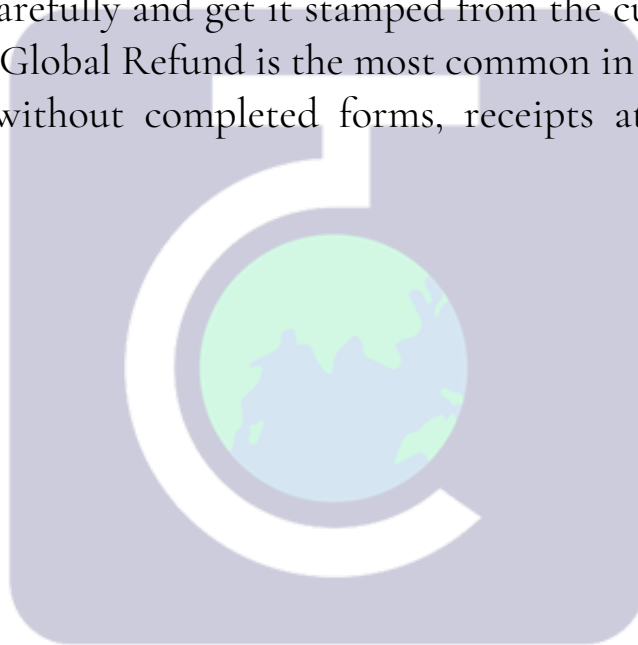 arefully and get it stamped from the cu
Global Refund is the most common in
without completed forms, receipts at